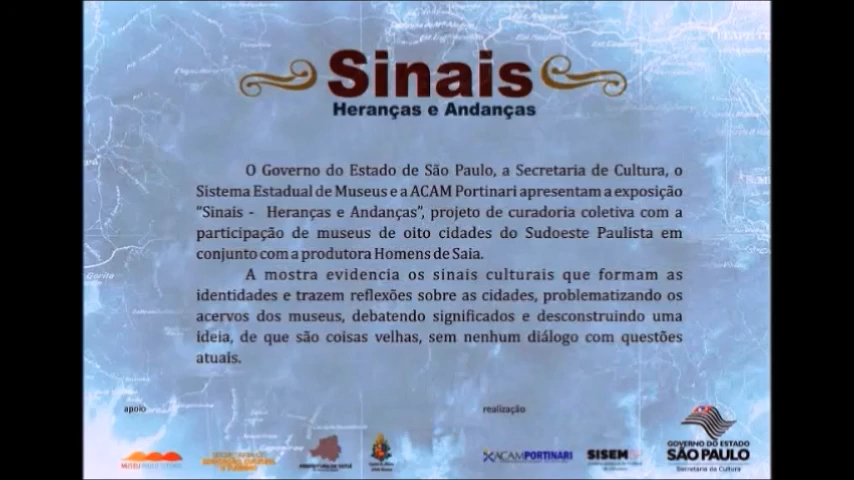 Sinais
Heranças e Andanças
O Governo do Estado de São Paulo, a Secretaria de Cultura, o
Sistema Estadual de Museus e a ACAM Portinari apresentam a exposição
“Sinais - Heranças e Andanças”, projeto de curadoria coletiva com a
participação de museus de oito cidades do Sudoeste Paulista em
conjunto com a produtora Homens de Saia.
A mostra evidencia os sinais culturais que formam as
identidades e trazem reflexões sobre as cidades, problematizando os
acervos dos museus, debatendo significados e desconstruindo uma
ideia, de que são coisas velhas, sem nenhum diálogo com questões
atuais.
apoio
realização
ACAM PORTINARI
SISEM
GOVERNO DO ESTADO
SÃO PAULO
Secretaria da Cultura